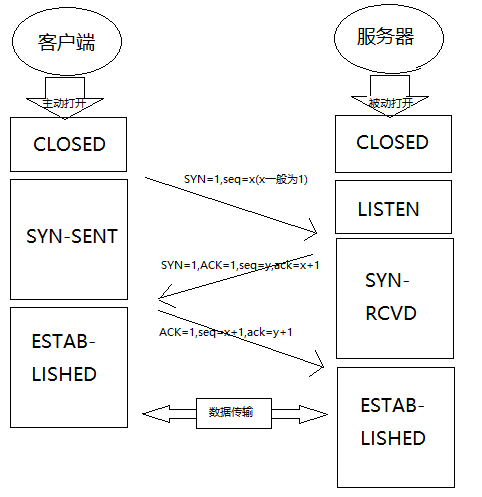 客户端
服务器
主动打开
被动打开
CLOSED
CLOSED
SYN=1,seq=x(x一般为1)
LISTEN
SYN-SENT
SYN=1,ACK=1,seq=y,ack=x+1
SYN-
RCVD
ACK=1,seq=x+1,ack=y+1
ESTAB-
LISHED
数据传输
ESTAB-
LISHED